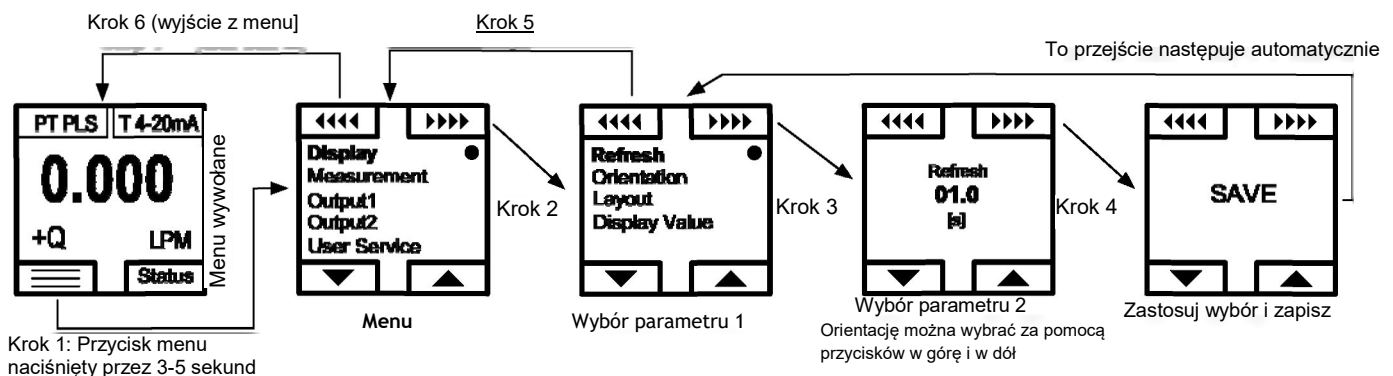 Krok 6 (wyjście z menu]
Krok 5
To przejście następuje automatycznie
PT PLS
T 4-20mA
0.000
+Q
LPM
Status
Menu wywołane
Display
Measurement
Output1
Output2
User Service
Menu
Krok 2
Refresh
Orientation
Layout
Display Value
Wybór parametru 1
Krok 3
Refresh
01.0
[s]
Wybór parametru 2
Orientację można wybrać za pomocą
przycisków w górę i w dół
Krok 4
SAVE
Zastosuj wybór i zapisz
Krok 1: Przycisk menu
naciśnięty przez 3-5 sekund